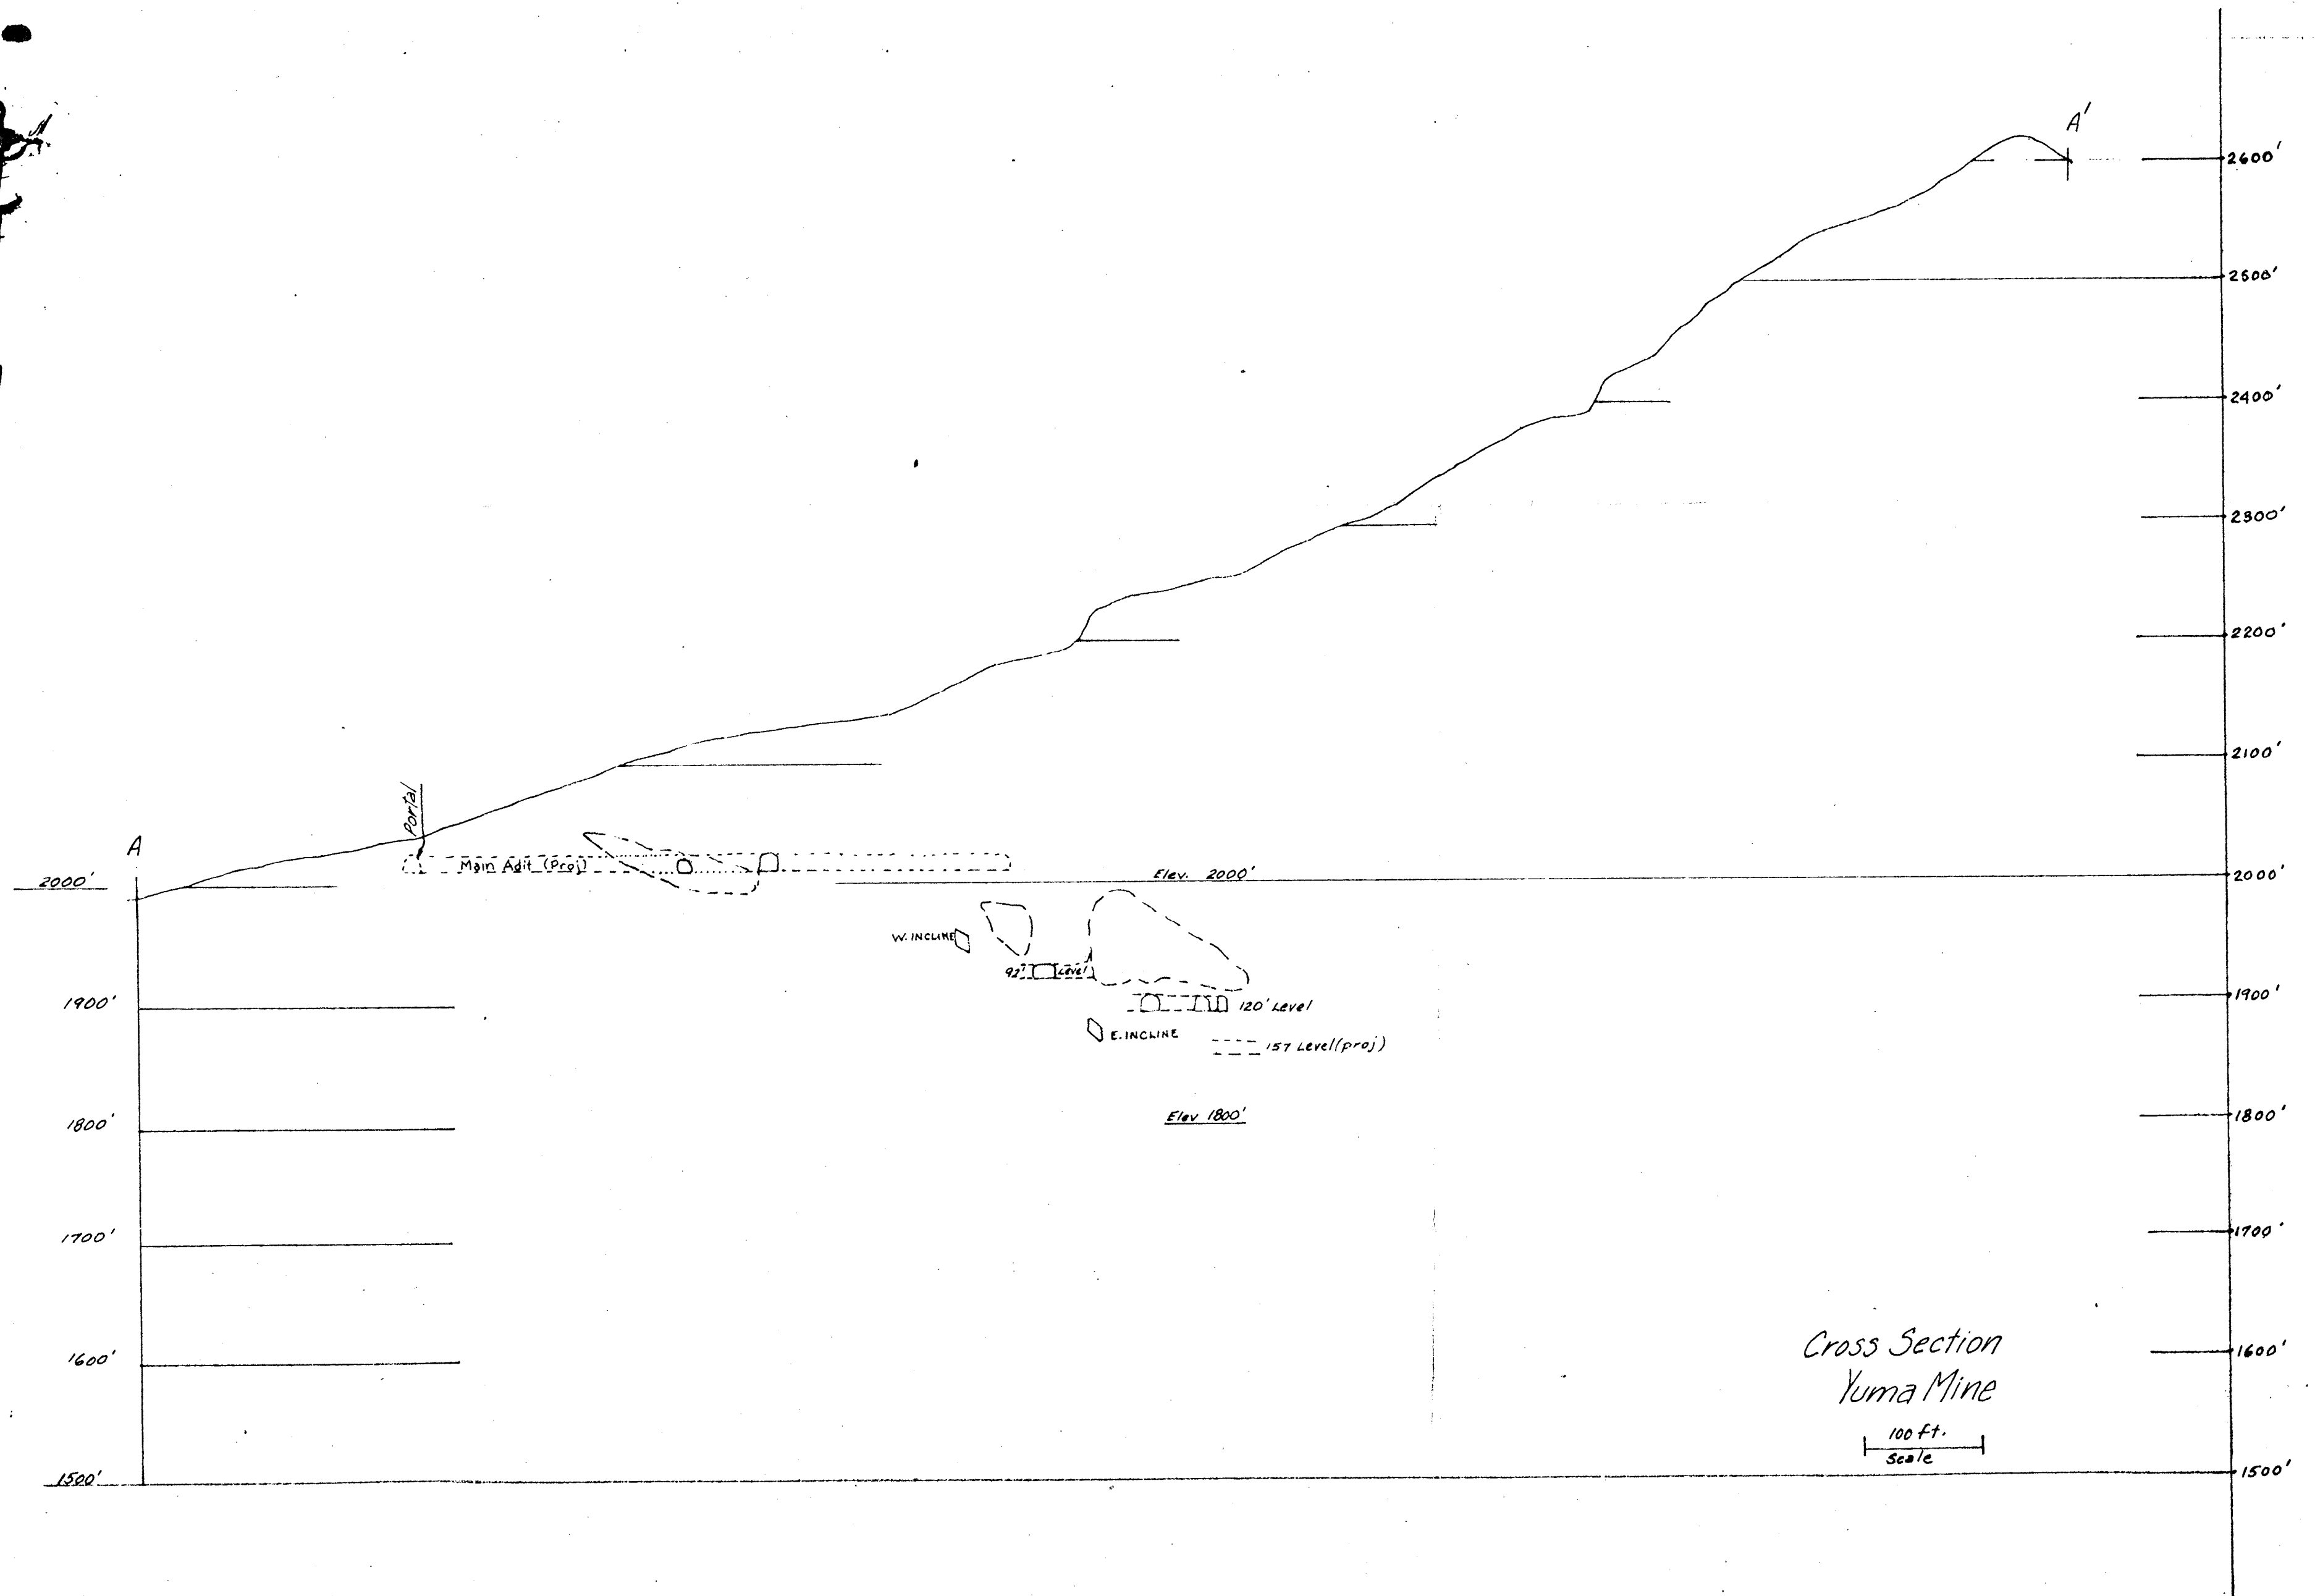 A'
2600'
2500'
2400'
2300'
2200'
2100'
Portal
A
Main Adit (Proj)
2000'
Elev. 2000'
2000'
W. INCLINE
92' Level
1900'
120' Level
1900'
E. INCLINE
157 Level (proj)
1800'
Elev 1800'
1800'
1700'
1700'
Cross Section
1600'
1600'
Yuma Mine
100 ft.
Scale
1500'
1500'